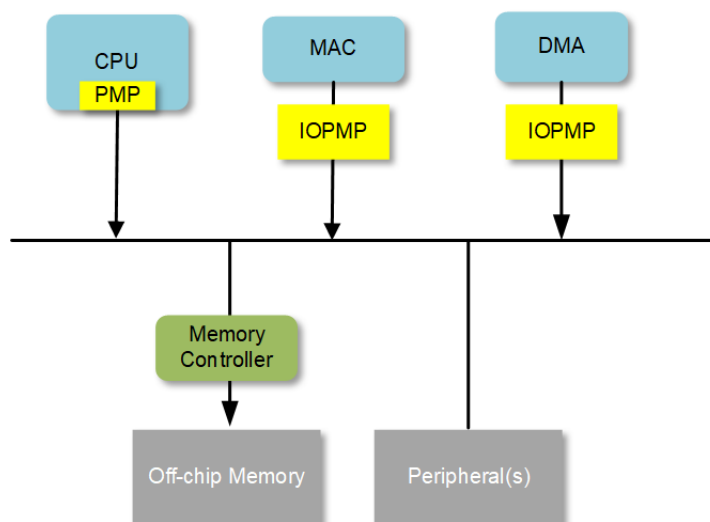 CPU
PMP
MAC
IOPMP
DMA
IOPMP
Memory
Controller
Off-chip Memory
Peripheral(s)